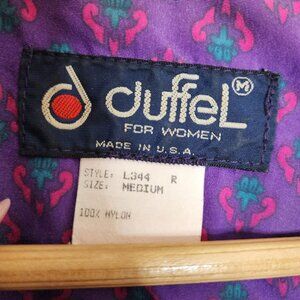 duffel M
FOR WOMEN
MADE IN U.S.A.
STYLE: L344 R
SIZE: MEDIUM
100% NYLON